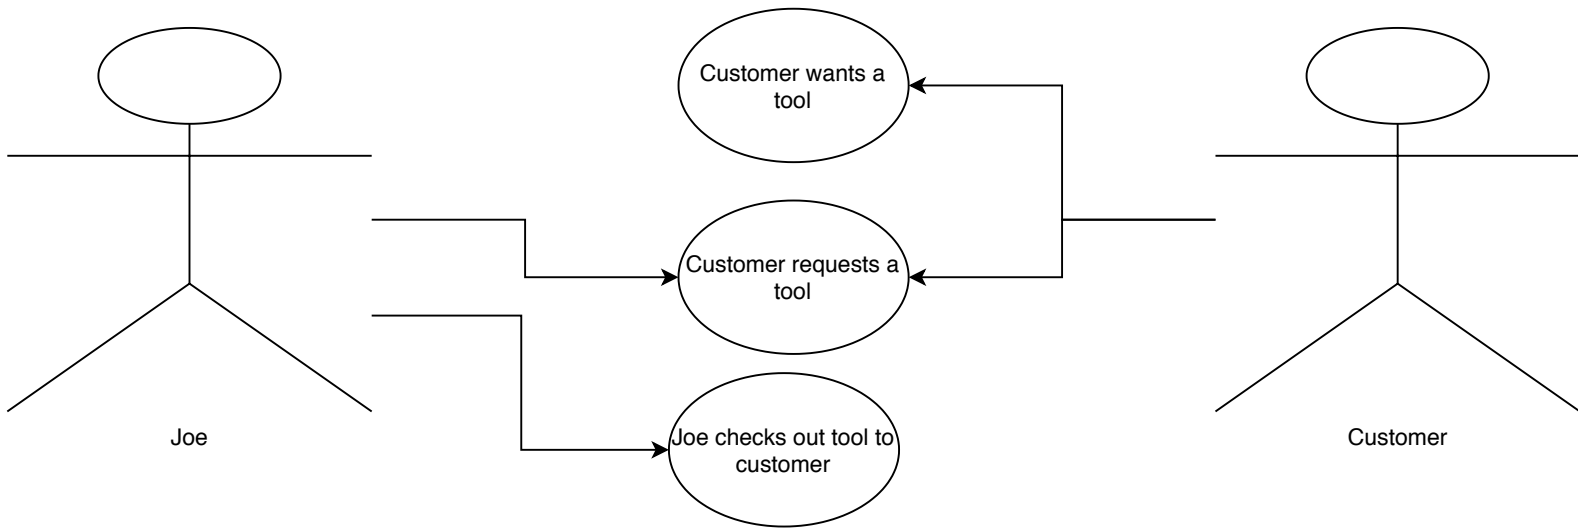 Customer wants a
tool
Customer requests a
tool
Joe checks out tool to
customer
Joe
Customer